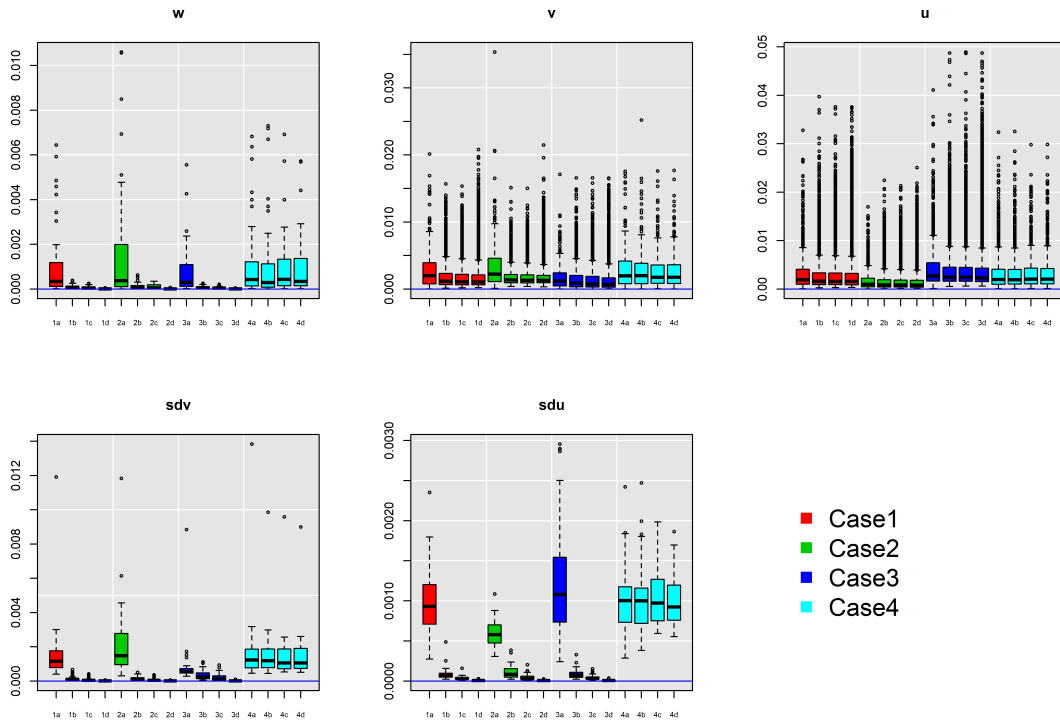 w
0.000 0.002 0.004 0.006 0.008 0.010
1a 1b 1c 1d 2a 2b 2c 2d 3a 3b 3c 3d 4a 4b 4c 4d
v
0.000 0.010 0.020 0.030
1a 1b 1c 1d 2a 2b 2c 2d 3a 3b 3c 3d 4a 4b 4c 4d
u
0.00 0.01 0.02 0.03 0.04 0.05
1a 1b 1c 1d 2a 2b 2c 2d 3a 3b 3c 3d 4a 4b 4c 4d
sdv
0.000 0.004 0.008 0.012
1a 1b 1c 1d 2a 2b 2c 2d 3a 3b 3c 3d 4a 4b 4c 4d
sdu
0.0000 0.0010 0.0020 0.0030
1a 1b 1c 1d 2a 2b 2c 2d 3a 3b 3c 3d 4a 4b 4c 4d
Case1
Case2
Case3
Case4